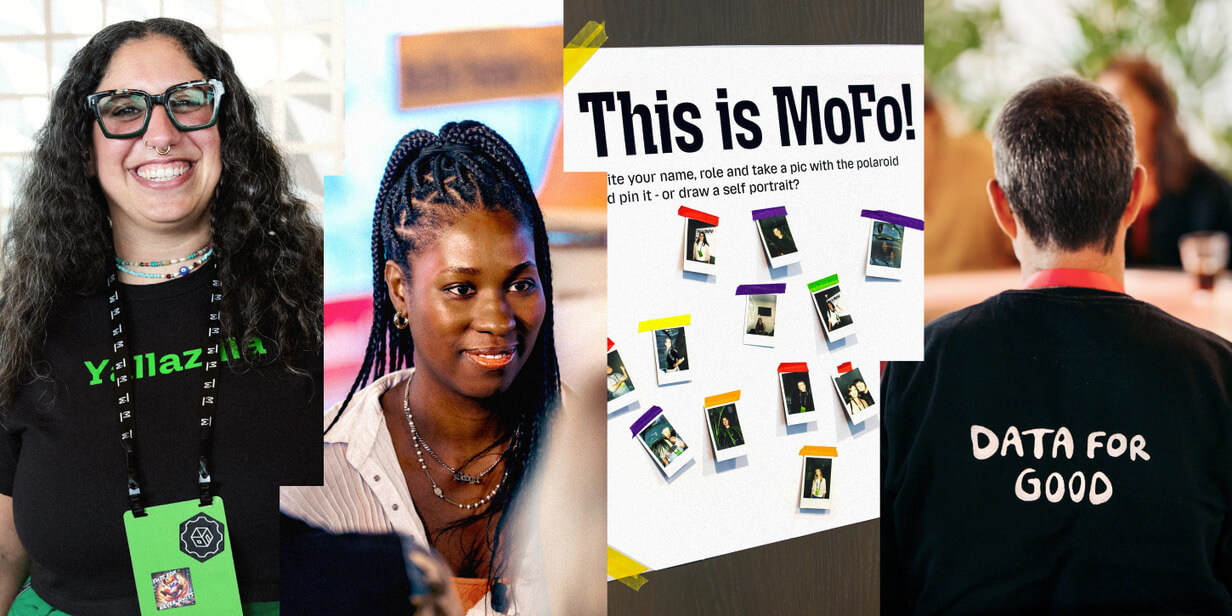 This is MoFo!
ite your name, role and take a pic with the polaroid
d pin it - or draw a self portrait?
DATA FOR
GOOD